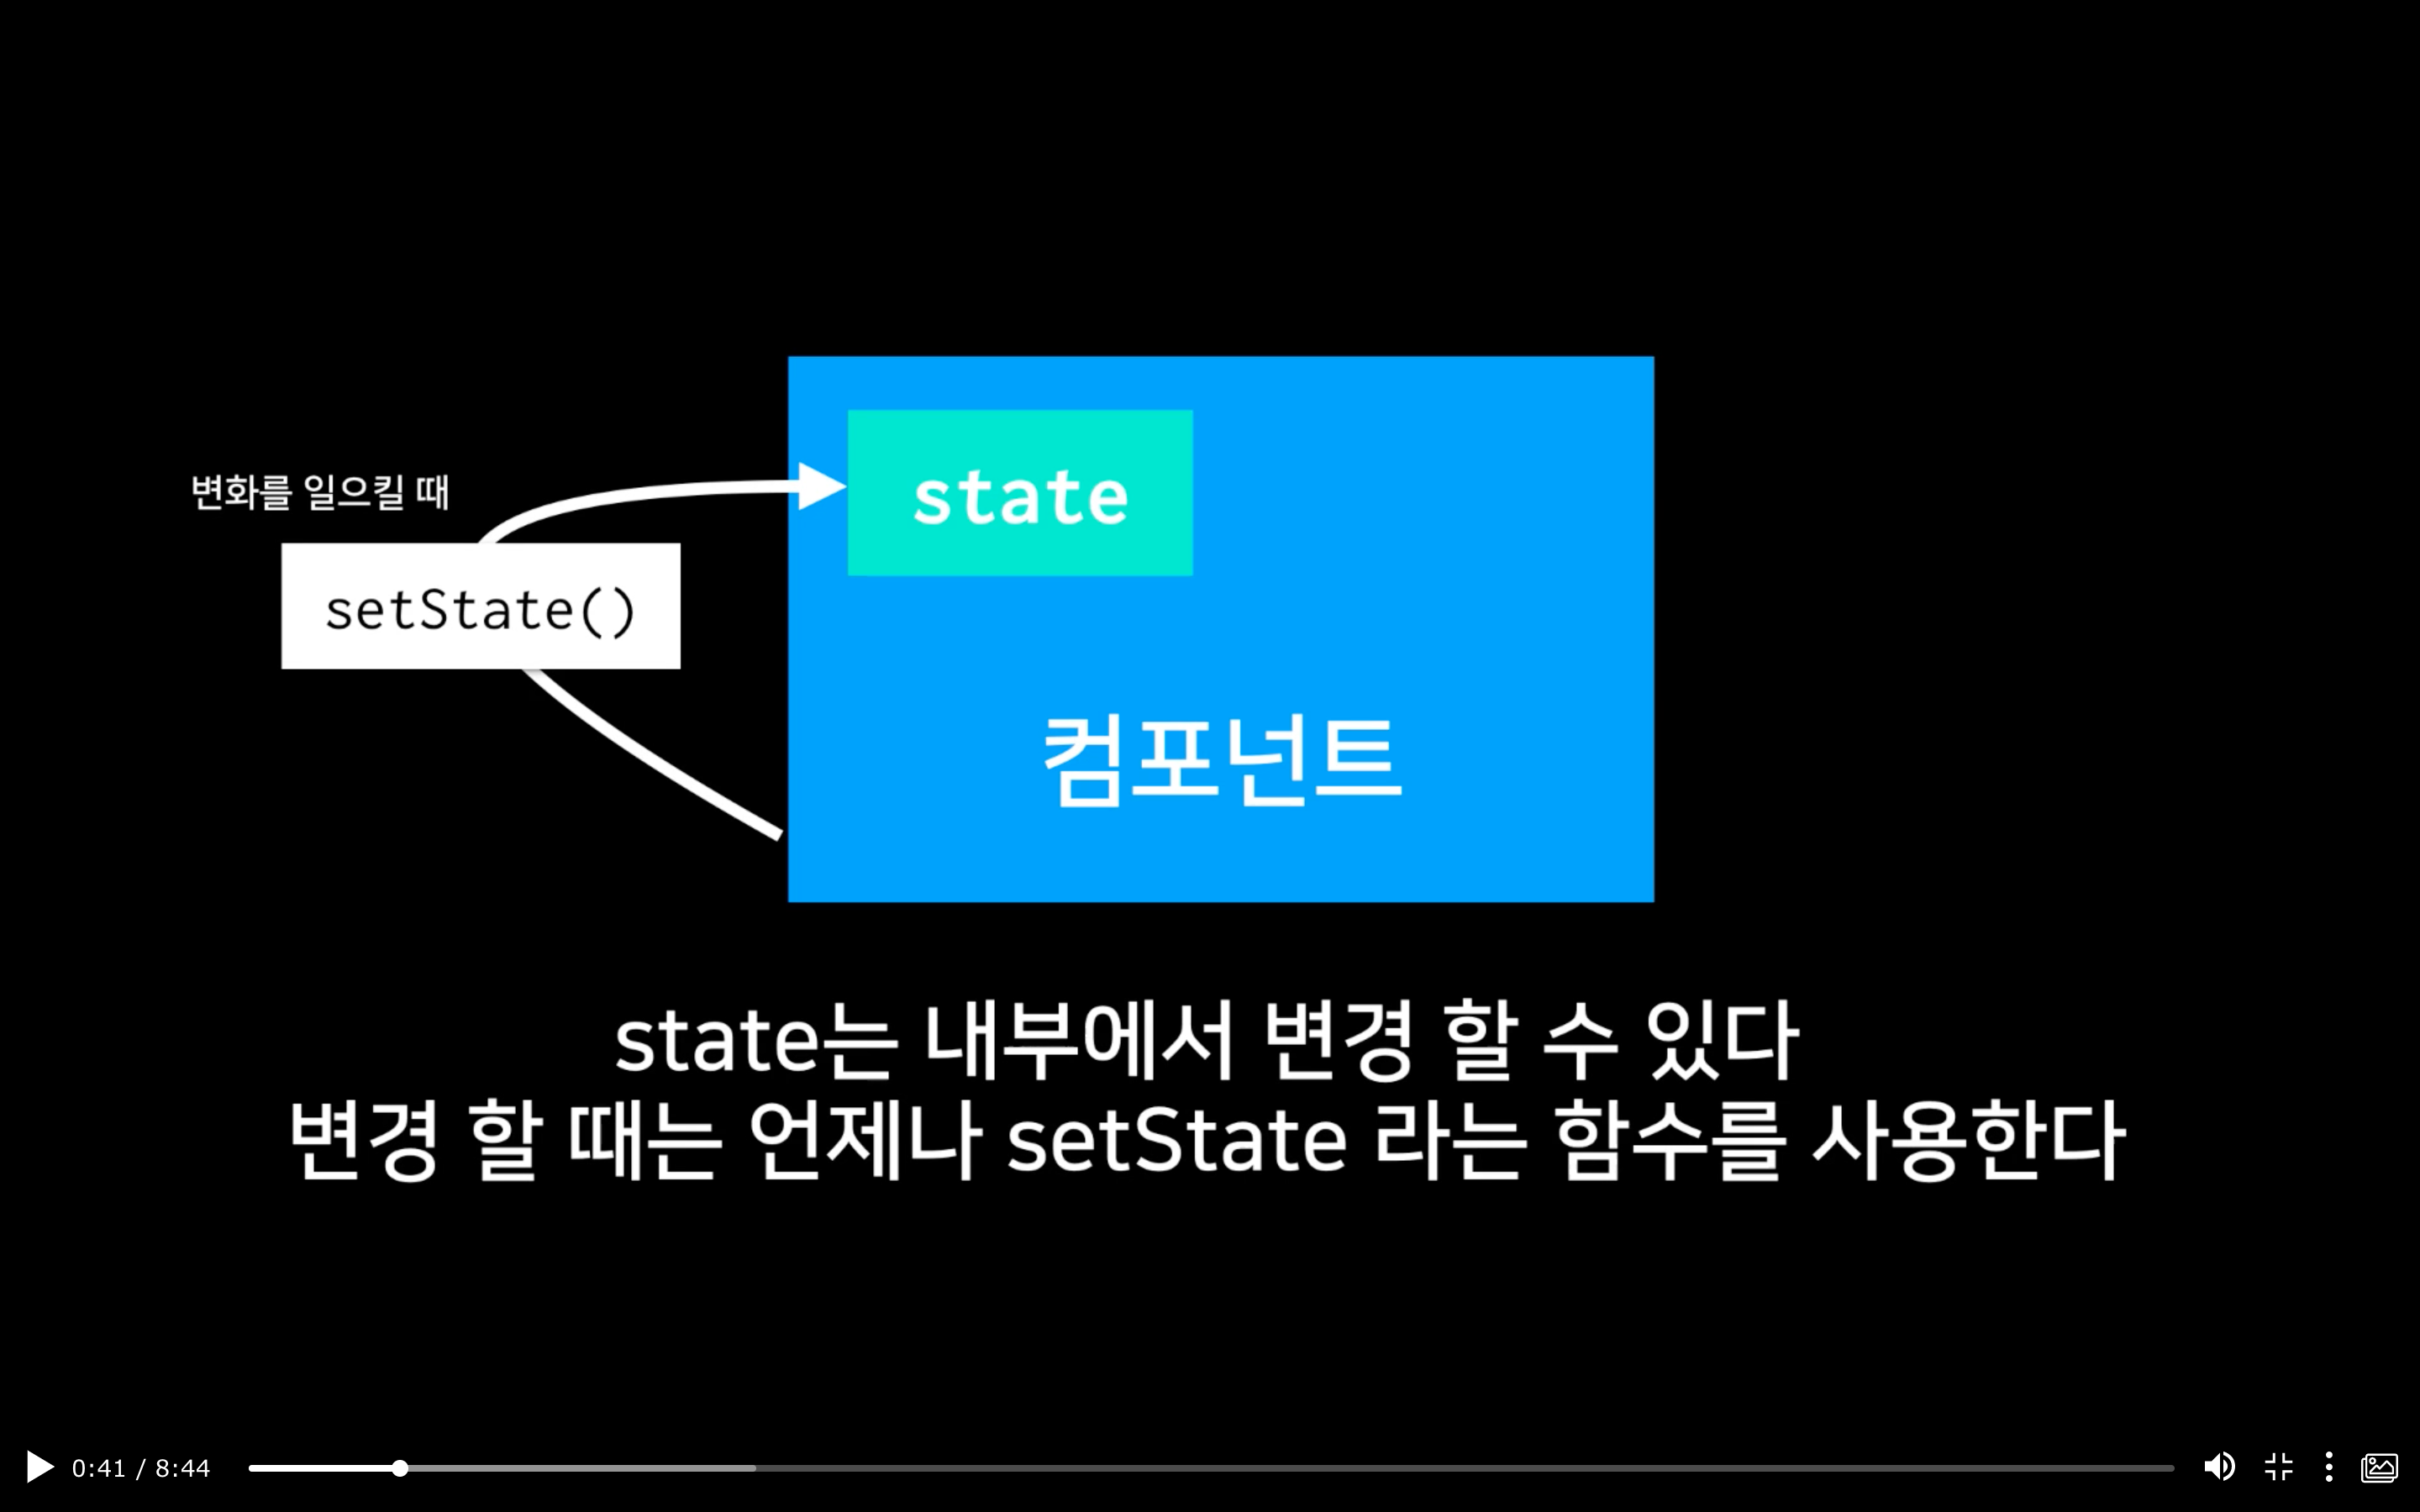 변화를 일으킬 때
state
setState()
컴포넌트
state는 내부에서 변경 할 수 있다
변경 할 때는 언제나 setState 라는 함수를 사용한다
0:41 / 8:44